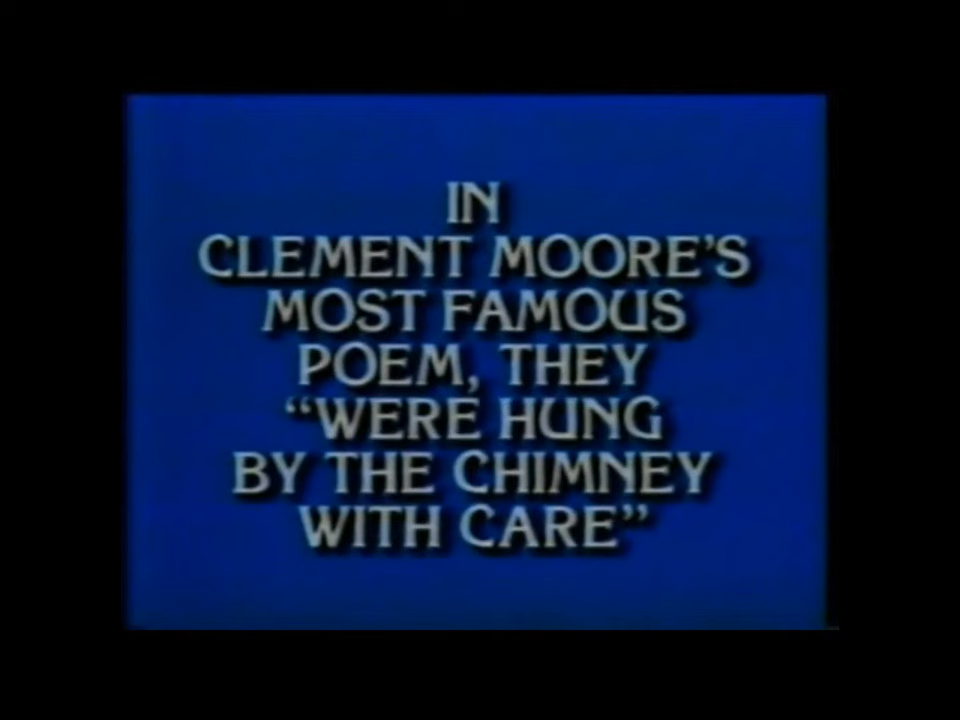 IN
CLEMENT MOORE'S
MOST FAMOUS
POEM, THEY
“WERE HUNG
BY THE CHIMNEY
WITH CARE”